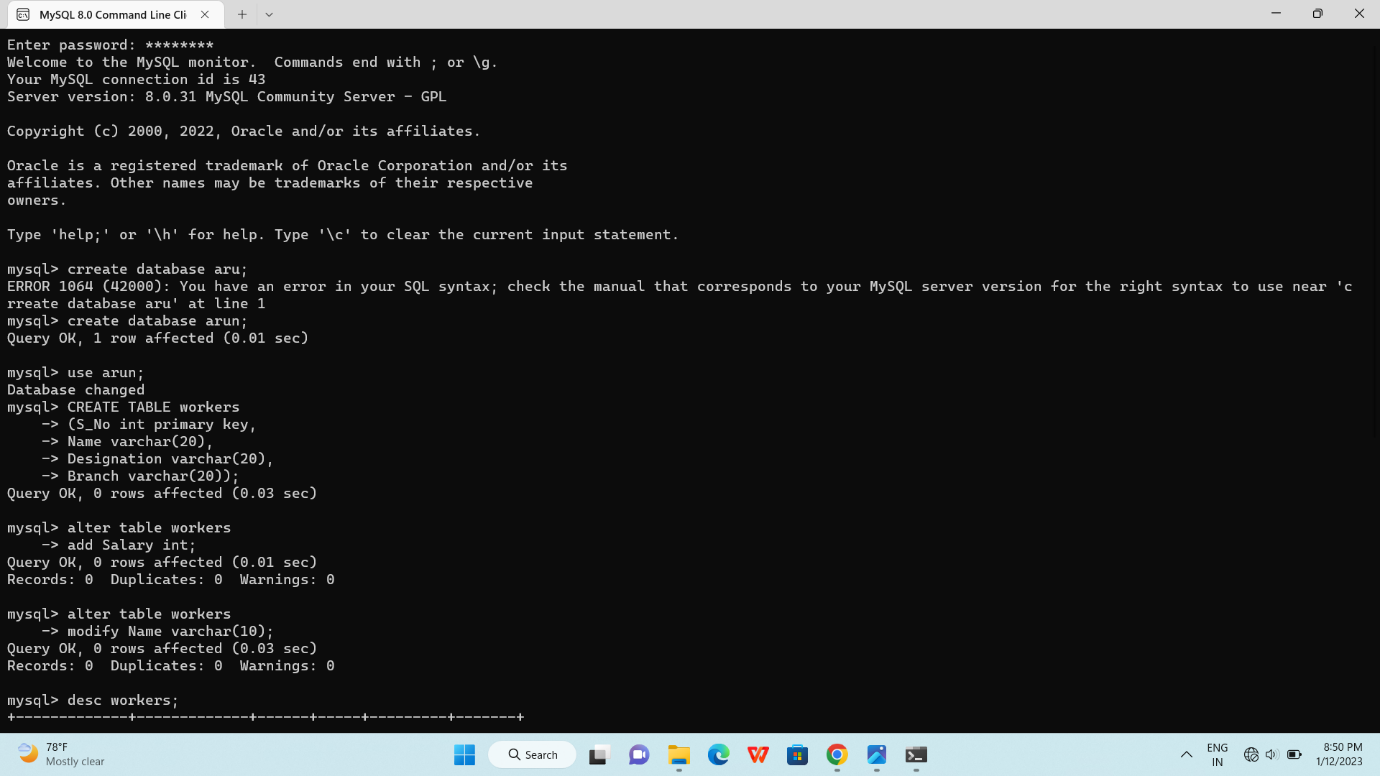 MySQL 8.0 Command Line Cli
Enter password: ********
Welcome to the MySQL monitor.  Commands end with ; or \g.
Your MySQL connection id is 43
Server version: 8.0.31 MySQL Community Server - GPL
Copyright (c) 2000, 2022, Oracle and/or its affiliates.
Oracle is a registered trademark of Oracle Corporation and/or its
affiliates. Other names may be trademarks of their respective
owners.
Type 'help;' or '\h' for help. Type '\c' to clear the current input statement.
mysql> crreate database aru;
ERROR 1064 (42000): You have an error in your SQL syntax; check the manual that corresponds to your MySQL server version for the right syntax to use near 'c
rreate database aru' at line 1
mysql> create database arun;
Query OK, 1 row affected (0.01 sec)
mysql> use arun;
Database changed
mysql> CREATE TABLE workers
    -> (S_No int primary key,
    -> Name varchar(20),
    -> Designation varchar(20),
    -> Branch varchar(20));
Query OK, 0 rows affected (0.03 sec)
mysql> alter table workers
    -> add Salary int;
Query OK, 0 rows affected (0.01 sec)
Records: 0  Duplicates: 0  Warnings: 0
mysql> alter table workers
    -> modify Name varchar(10);
Query OK, 0 rows affected (0.03 sec)
Records: 0  Duplicates: 0  Warnings: 0
mysql> desc workers;
+-------------+-------------+------+-----+---------+-------+
78°F
Mostly clear
Search
ENG
IN
8:50 PM
1/12/2023